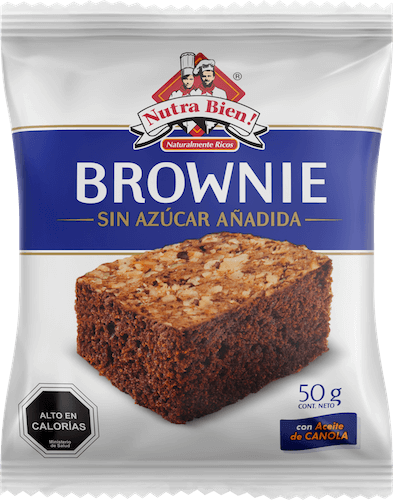 Nutra Bien!
®
Naturalmente Ricos
BROWNIE
SIN AZÚCAR AÑADIDA
50 g
CONT. NETO
ALTO EN
CALORÍAS
Ministerio
de Salud
con Aceite
de CANOLA